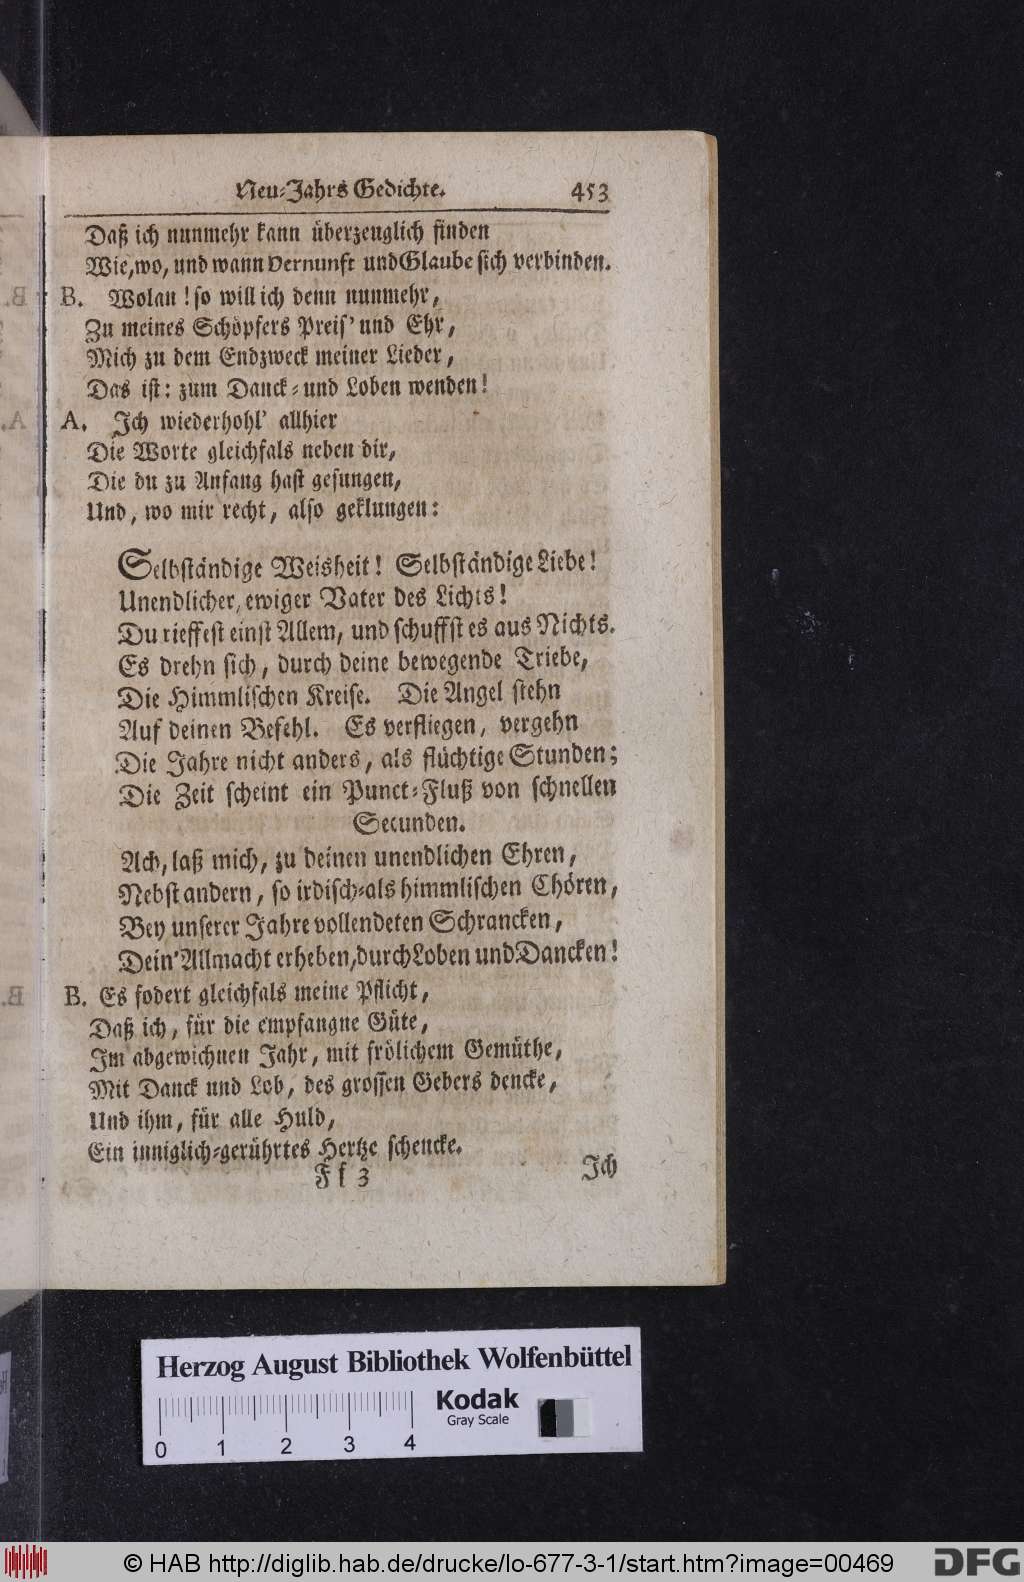 Neu-Jahrs Gedichte. 453
Daß ich nunmehr kann überzeuglich finden
Wie, wo, und wann Vernunft und Glaube sich verbinden.
B. Wolan! so will ich denn nunmehr,
Zu meines Schöpfers Preis' und Ehr,
Mich zu dem Endzweck meiner Lieder,
Das ist: zum Danck- und Loben wenden!
A. Ich wiederhohl' allhier
Die Worte gleichfals neben dir,
Die du zu Anfang hast gesungen,
Und, wo mir recht, also geklungen:
Selbständige Weisheit! Selbständige Liebe!
Unendlicher, ewiger Vater des Lichts!
Du rieffest einst Allem, und schuffst es aus Nichts.
Es drehn sich, durch deine bewegende Triebe,
Die Himmlischen Kreise. Die Angel stehn
Auf deinen Befehl. Es verfliegen, vergehn
Die Jahre nicht anders, als flüchtige Stunden;
Die Zeit scheint ein Punct-Fluß von schnellen
Secunden.
Ach, laß mich, zu deinen unendlichen Ehren,
Nebst andern, so irdisch-als himmlischen Chören,
Bey unserer Jahre vollendeten Schrancken,
Dein' Allmacht erheben, durch Loben und Dancken!
B. Es fodert gleichfals meine Pflicht,
Daß ich, für die empfangne Güte,
Im abgewichnen Jahr, mit frölichem Gemüthe,
Mit Danck und Lob, des grossen Gebers dencke,
Und ihm, für alle Huld,
Ein inniglich-gerührtes Hertze schencke.
Ff 3 Ich
Herzog August Bibliothek Wolfenbüttel
Kodak
Gray Scale
0 1 2 3 4
© HAB http://diglib.hab.de/drucke/lo-677-3-1/start.htm?image=00469
DFG